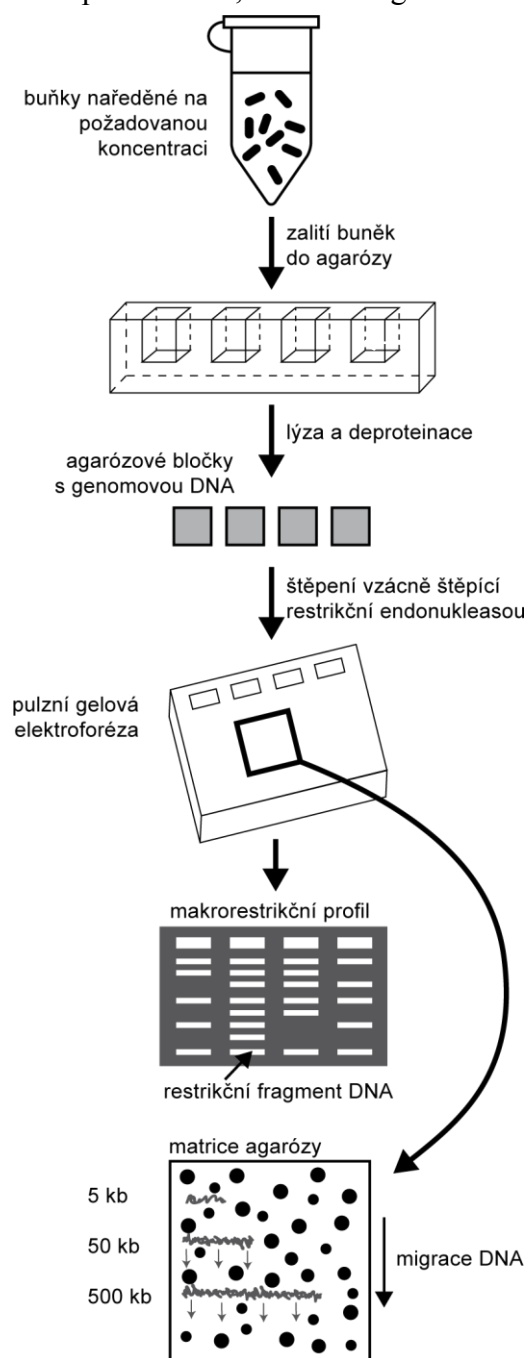 buňky naředěné na
požadovanou
koncentraci
zalití buněk
do agarózy
lýza a deproteinace
agarózové bločky
s genomovou DNA
štěpení vzácně štěpící
restrikční endonukleasou
pulzní gelová
elektroforéza
makrorestrikční profil
restrikční fragment DNA
matrice agarózy
5 kb
50 kb
500 kb
migrace DNA